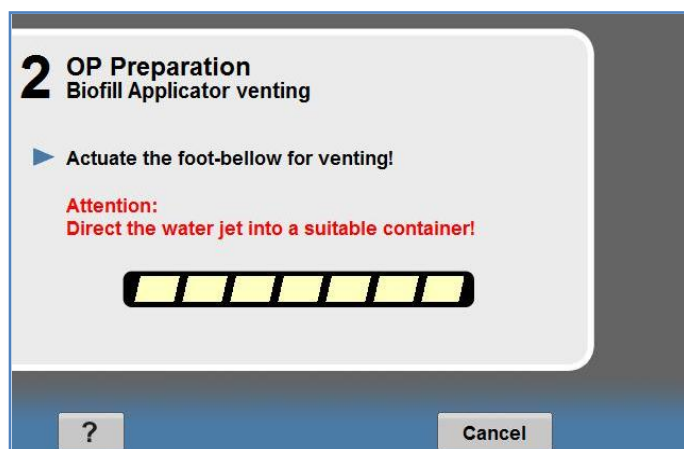 2
OP Preparation
Biofill Applicator venting
Actuate the foot-bellow for venting!
Attention:
Direct the water jet into a suitable container!
?
Cancel